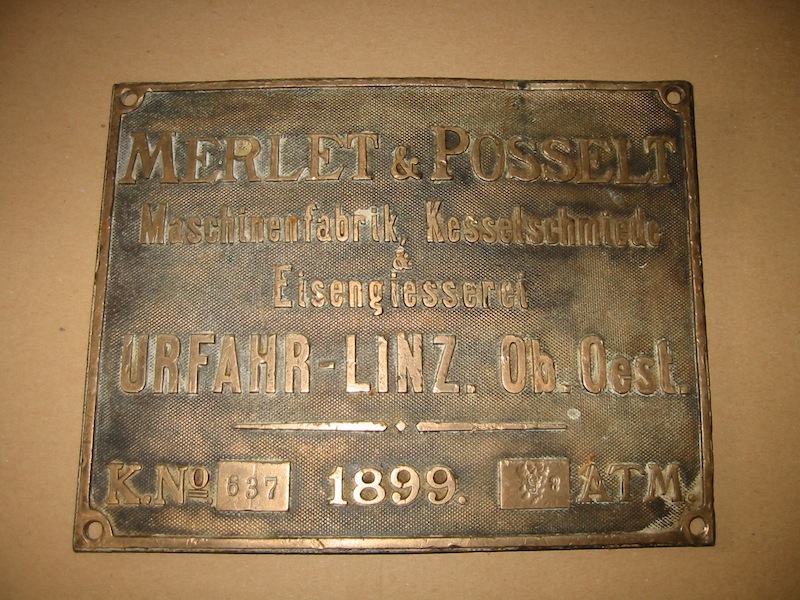 MERLET & POSSELT
Maschinenfabrik, Kesselschmiede
&
Eisengiesserei
URFAHR-LINZ. Ob. Oest.
K.No 637 1899. ATM.